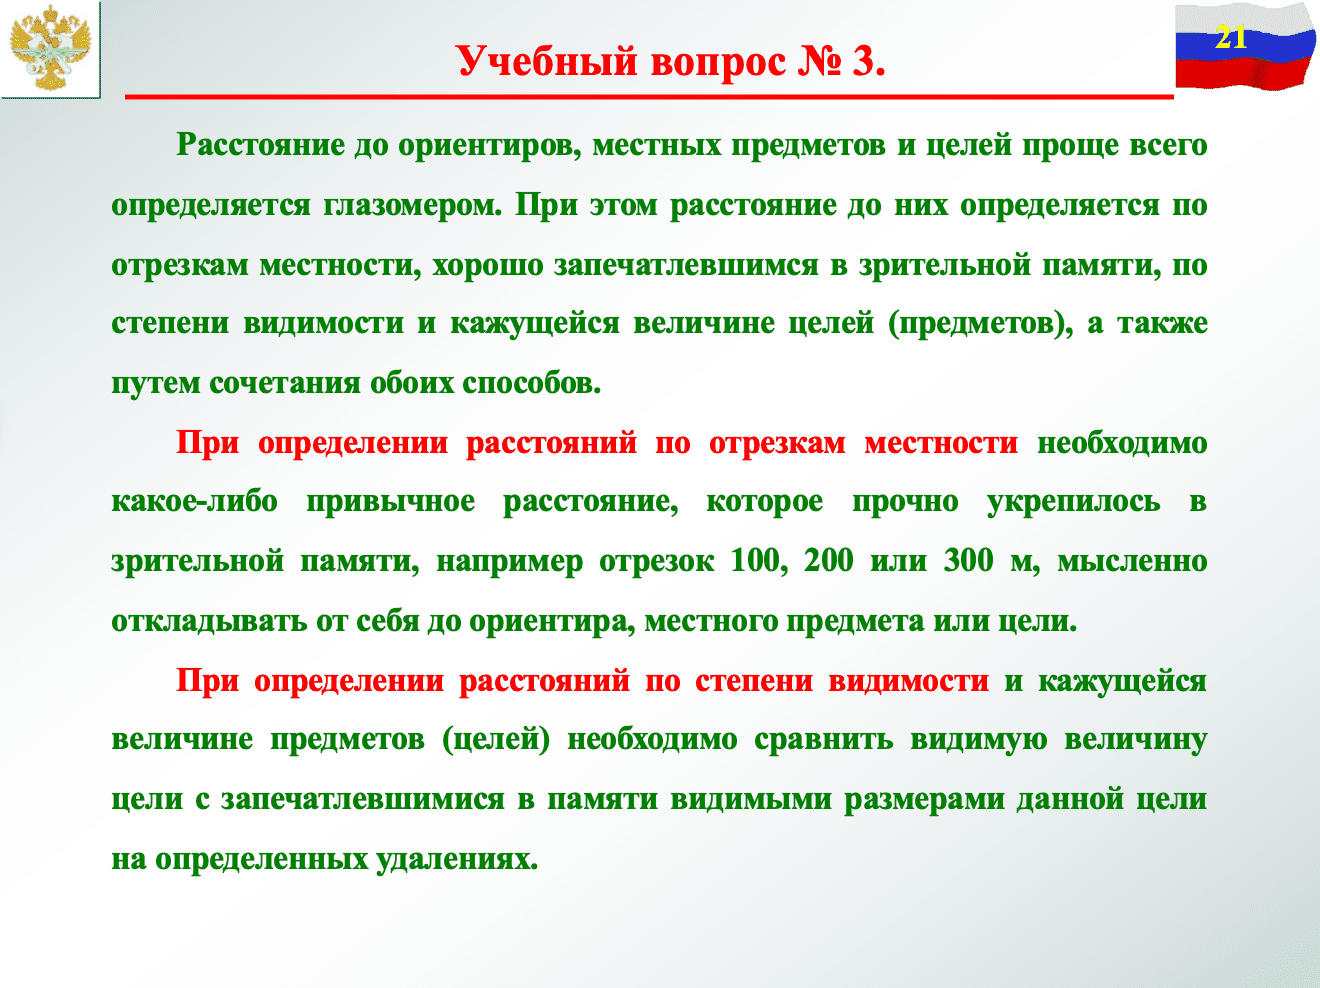 21
Учебный вопрос № 3.
Расстояние до ориентиров, местных предметов и целей проще всего
определяется глазомером. При этом расстояние до них определяется по
отрезкам местности, хорошо запечатлевшимся в зрительной памяти, по
степени видимости и кажущейся величине целей (предметов), а также
путем сочетания обоих способов.
При определении расстояний по отрезкам местности необходимо
какое-либо привычное расстояние, которое прочно укрепилось в
зрительной памяти, например отрезок 100, 200 или 300 м, мысленно
откладывать от себя до ориентира, местного предмета или цели.
При определении расстояний по степени видимости и кажущейся
величине предметов (целей) необходимо сравнить видимую величину
цели с запечатлевшимися в памяти видимыми размерами данной цели
на определенных удалениях.